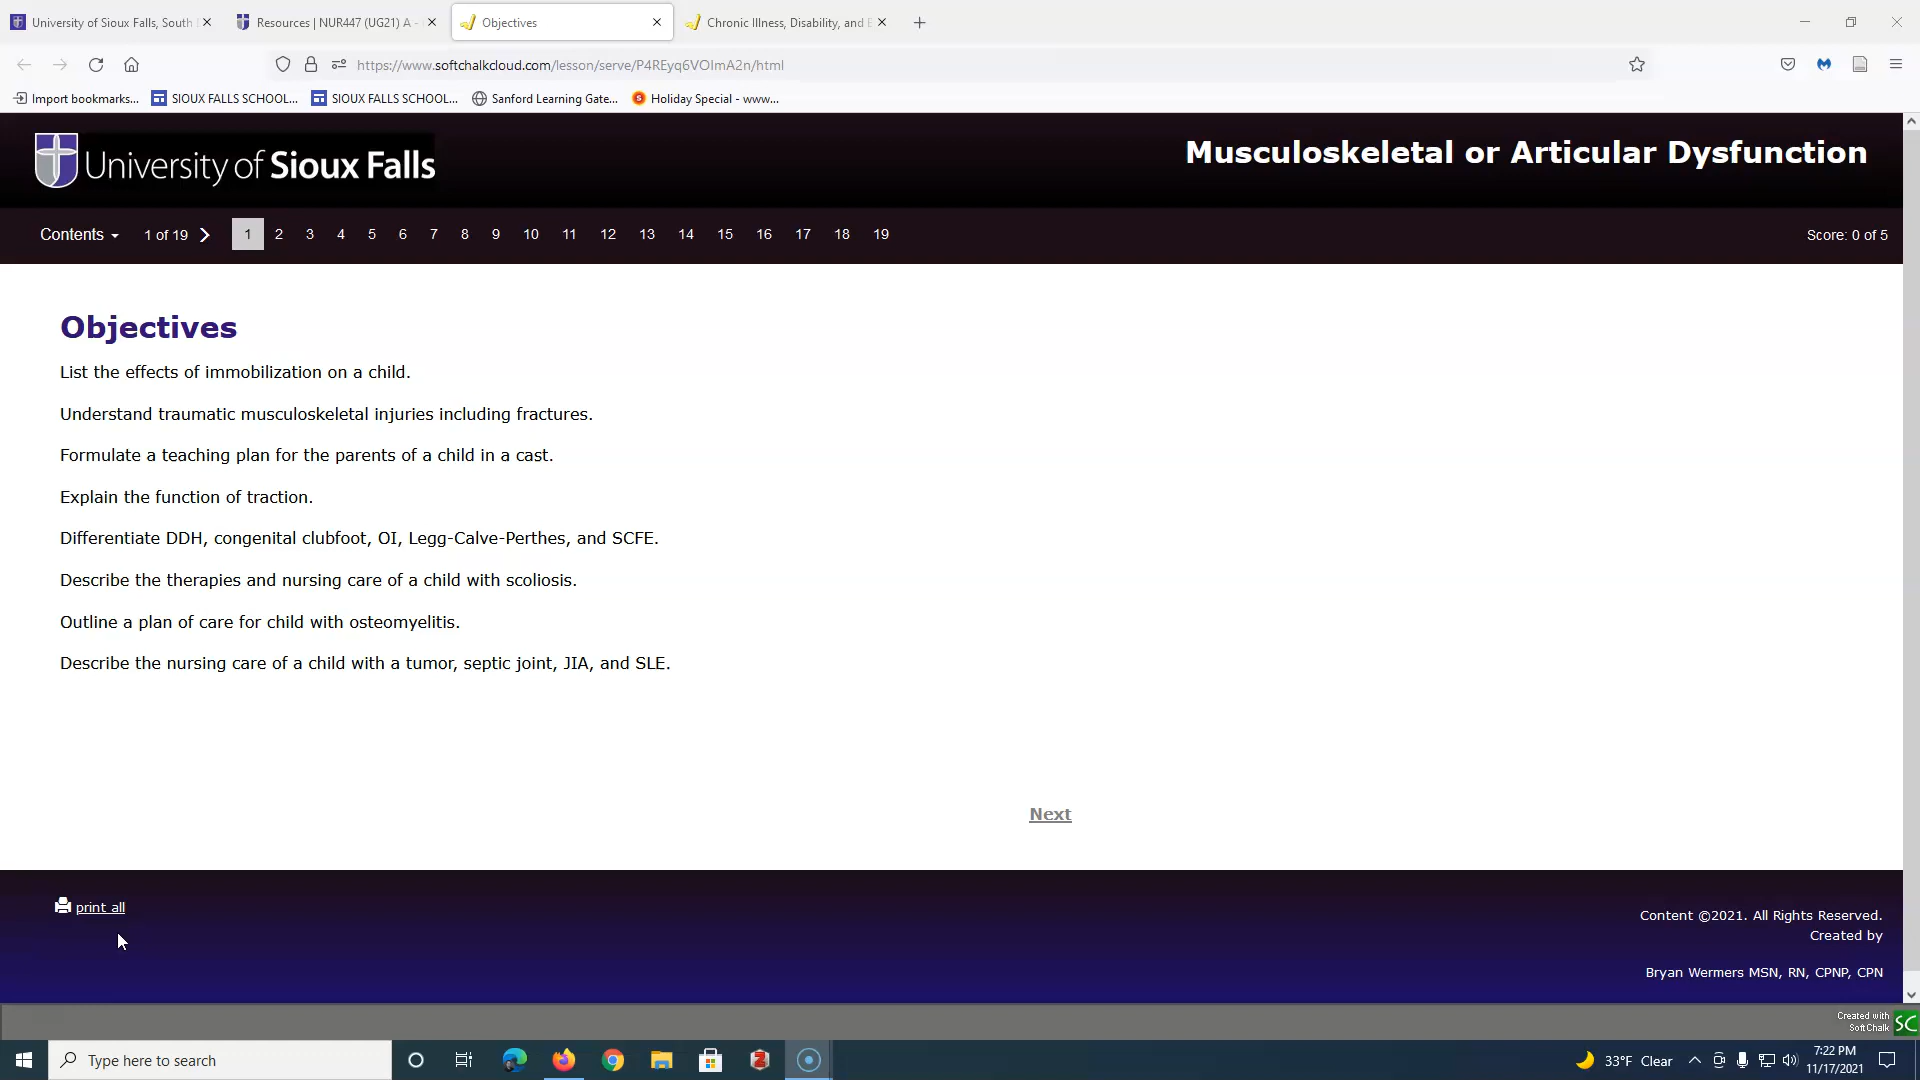 University of Sioux Falls, South
Resources | NUR447 (UG21) A -
Objectives
Chronic Illness, Disability, and E
https://www.softchalkcloud.com/lesson/serve/P4REyq6VOImA2n/html
Import bookmarks...
SIOUX FALLS SCHOOL...
SIOUX FALLS SCHOOL...
Sanford Learning Gate...
Holiday Special - www...
University of Sioux Falls
Musculoskeletal or Articular Dysfunction
Contents 1 of 19 1 2 3 4 5 6 7 8 9 10 11 12 13 14 15 16 17 18 19 Score: 0 of 5
Objectives
List the effects of immobilization on a child.
Understand traumatic musculoskeletal injuries including fractures.
Formulate a teaching plan for the parents of a child in a cast.
Explain the function of traction.
Differentiate DDH, congenital clubfoot, OI, Legg-Calve-Perthes, and SCFE.
Describe the therapies and nursing care of a child with scoliosis.
Outline a plan of care for child with osteomyelitis.
Describe the nursing care of a child with a tumor, septic joint, JIA, and SLE.
Next
print all
Content ©2021. All Rights Reserved.
Created by
Bryan Wermers MSN, RN, CPNP, CPN
Created with
SoftChalk
SC
Type here to search
33°F Clear
7:22 PM
11/17/2021